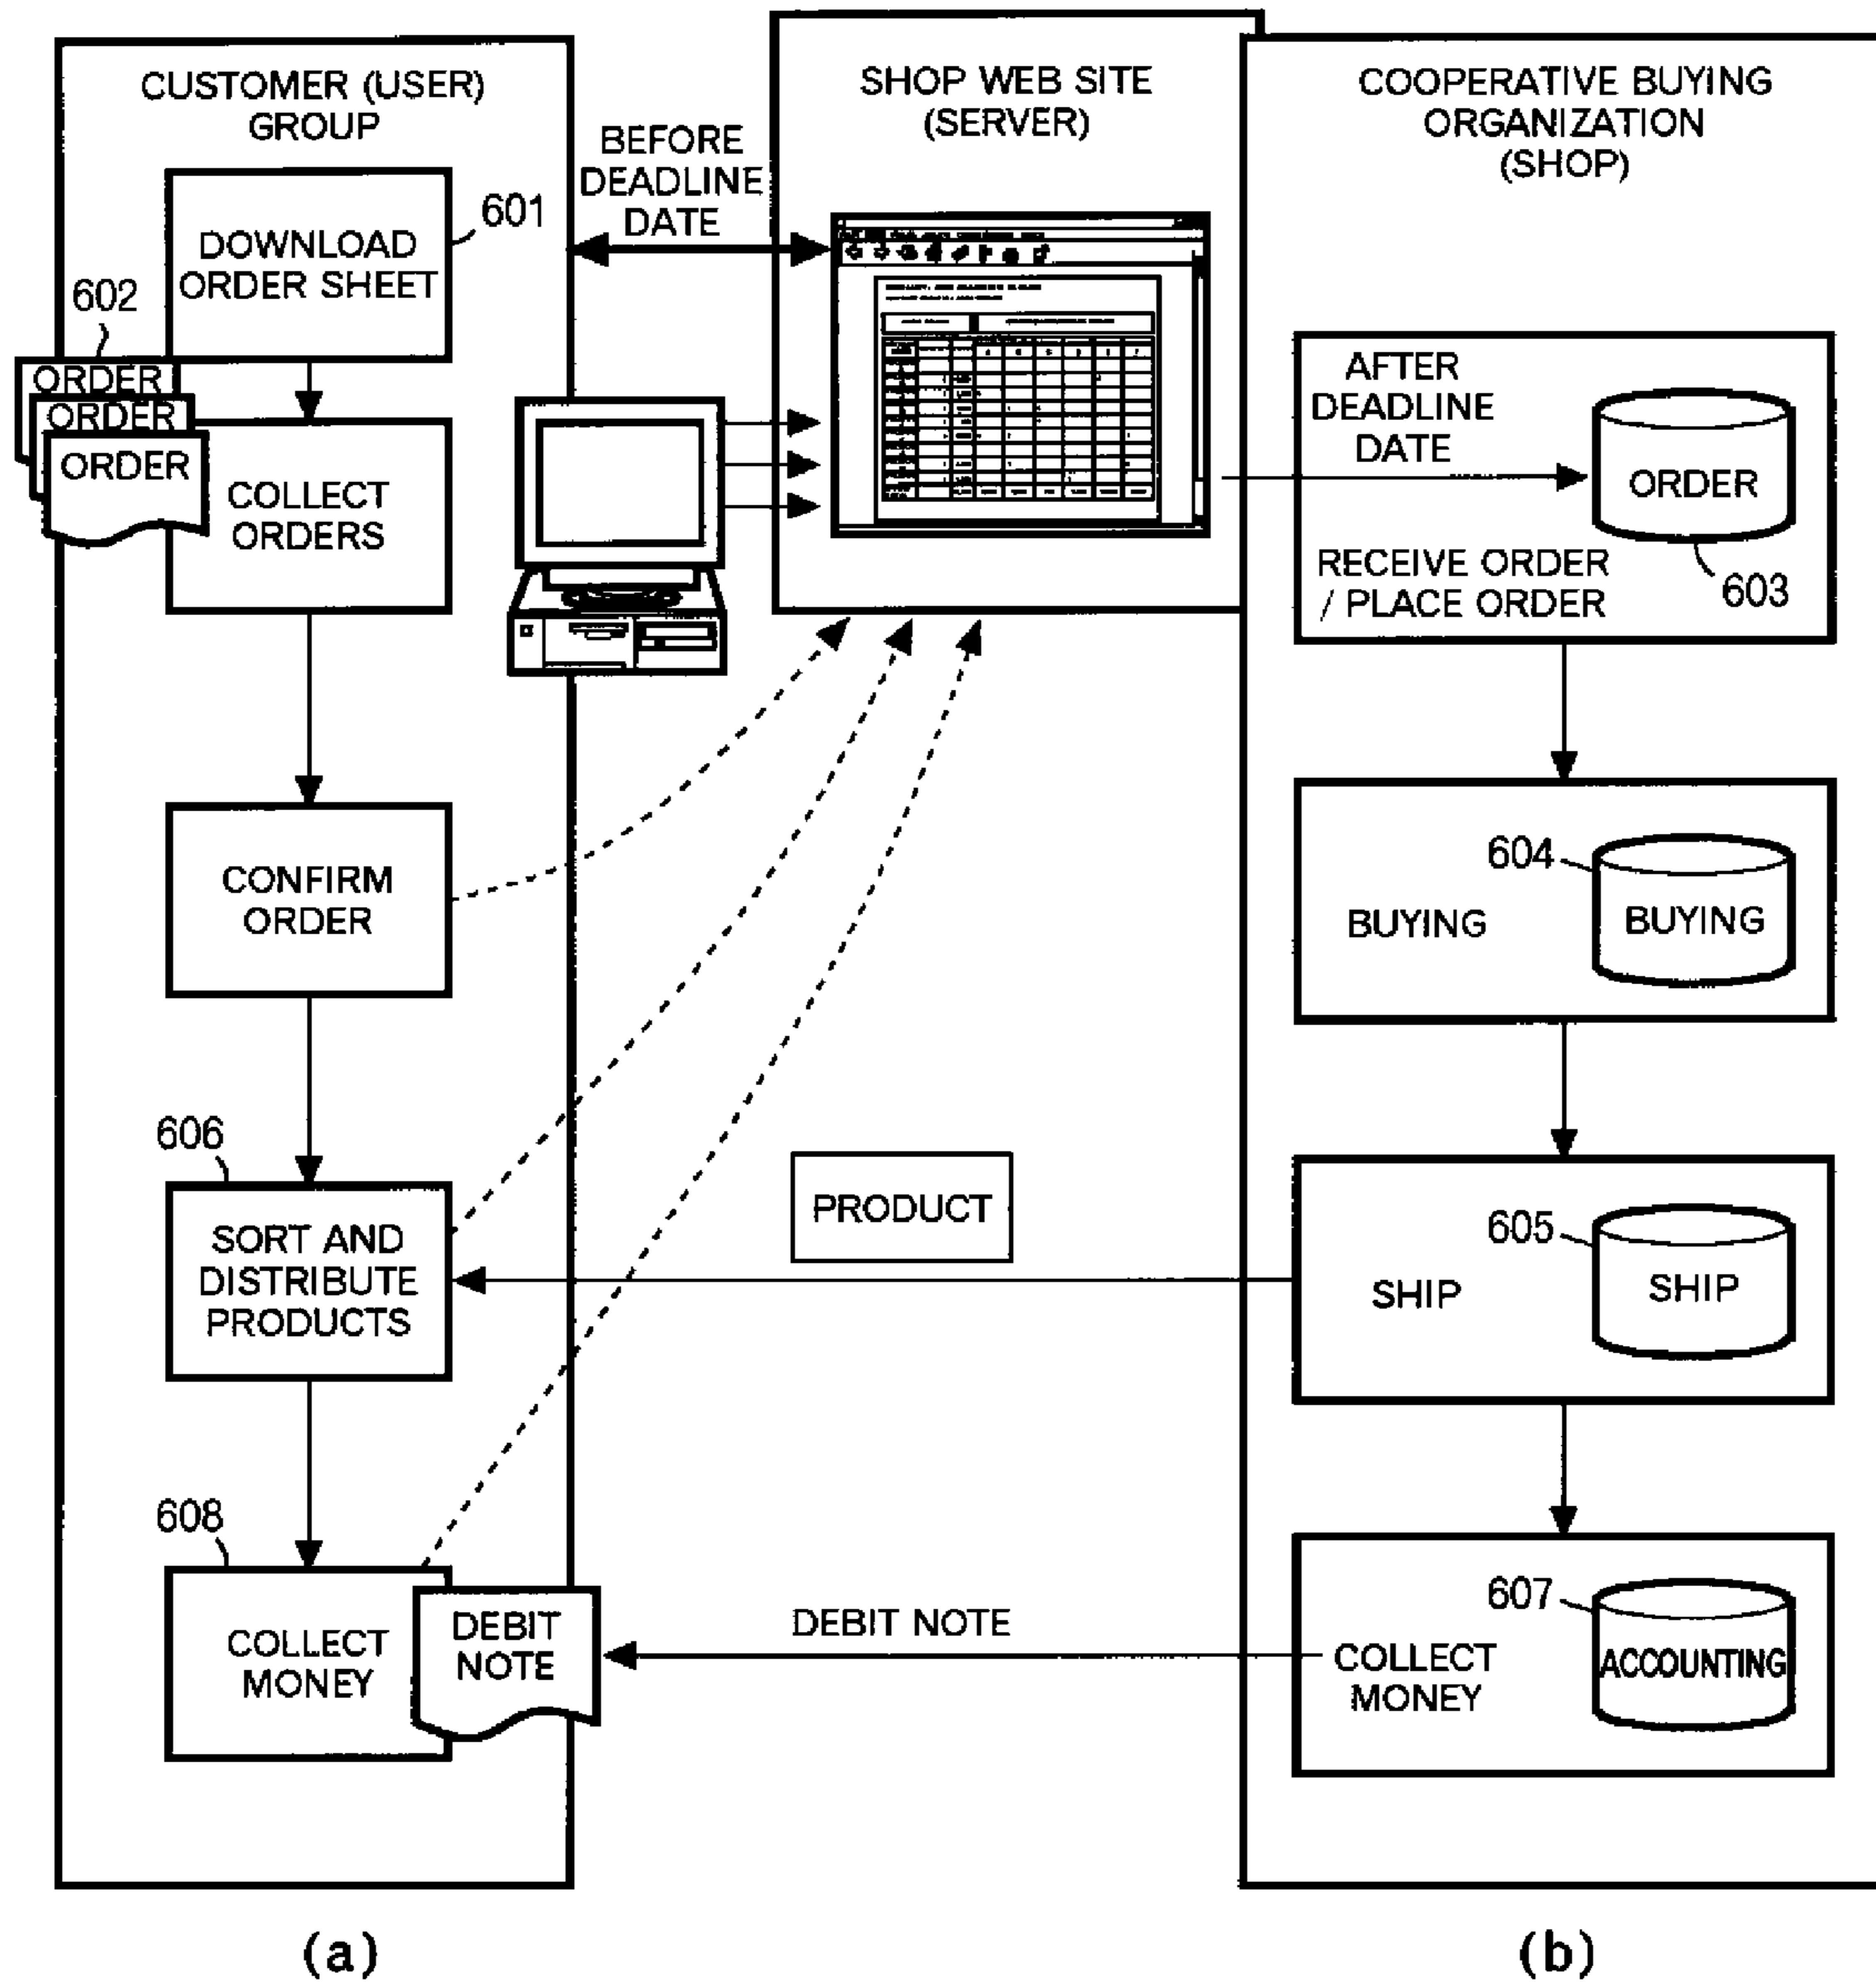 CUSTOMER (USER)
GROUP
DOWNLOAD
ORDER SHEET
601
602
ORDER
ORDER
ORDER
COLLECT
ORDERS
CONFIRM
ORDER
606
SORT AND
DISTRIBUTE
PRODUCTS
608
COLLECT
MONEY
DEBIT
NOTE
(a)
BEFORE
DEADLINE
DATE
SHOP WEB SITE
(SERVER)
PRODUCT
DEBIT NOTE
COOPERATIVE BUYING
ORGANIZATION
(SHOP)
AFTER
DEADLINE
DATE
ORDER
603
RECEIVE ORDER
/ PLACE ORDER
604
BUYING
BUYING
605
SHIP
SHIP
607
COLLECT
MONEY
ACCOUNTING
(b)